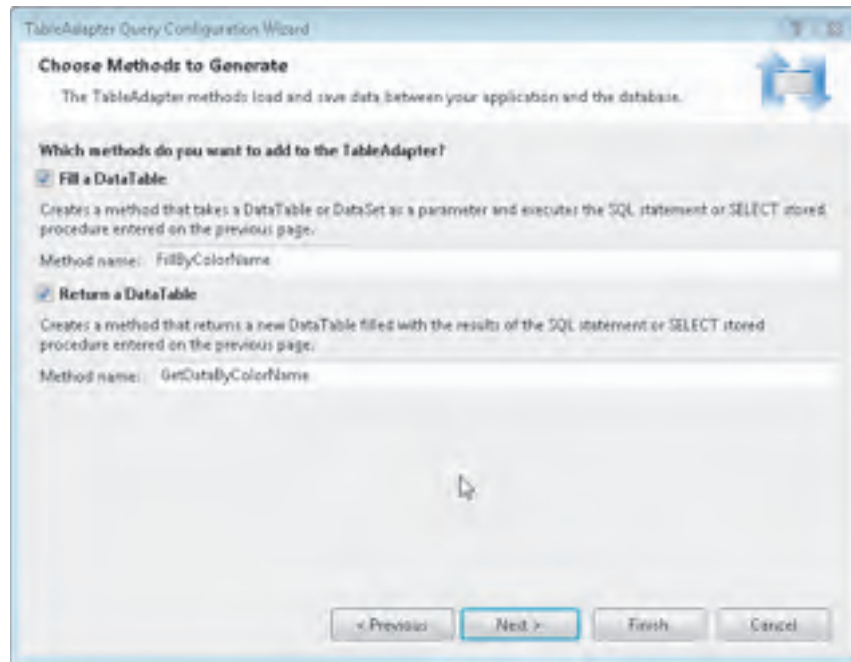 TableAdapter Query Configuration Wizard
Choose Methods to Generate
The TableAdapter methods load and save data between your application and the database.
Which methods do you want to add to the TableAdapter?
Fill a DataTable
Creates a method that takes a DataTable or DataSet as a parameter and executes the SQL statement or SELECT stored
procedure entered on the previous page.
Method name: FillByColorName
Return a DataTable
Creates a method that returns a new DataTable filled with the results of the SQL statement or SELECT stored
procedure entered on the previous page.
Method name: GetDataByColorName
< Previous Next > Finish Cancel